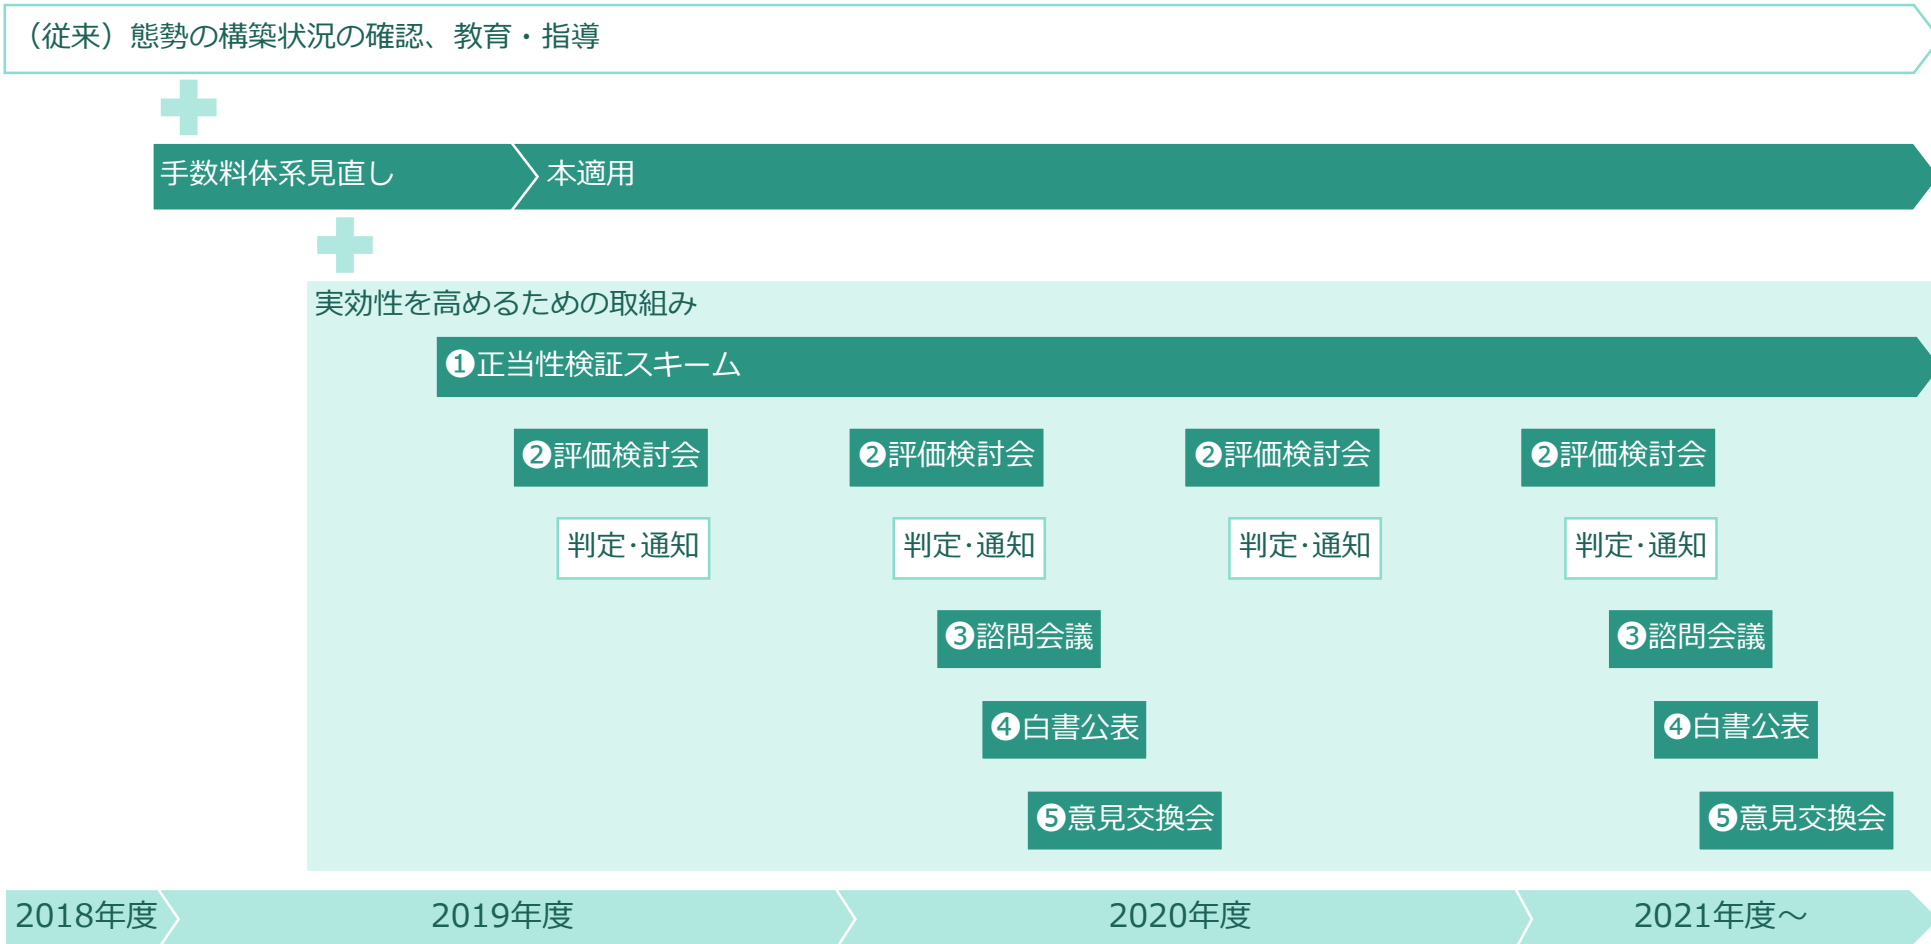 （従来）態勢の構築状況の確認、教育・指導
手数料体系見直し
本適用
実効性を高めるための取組み
❶正当性検証スキーム
❷評価検討会
❷評価検討会
❷評価検討会
❷評価検討会
判定･通知
判定･通知
判定･通知
判定･通知
❸諮問会議
❸諮問会議
❹白書公表
❹白書公表
❺意見交換会
❺意見交換会
2018年度
2019年度
2020年度
2021年度～